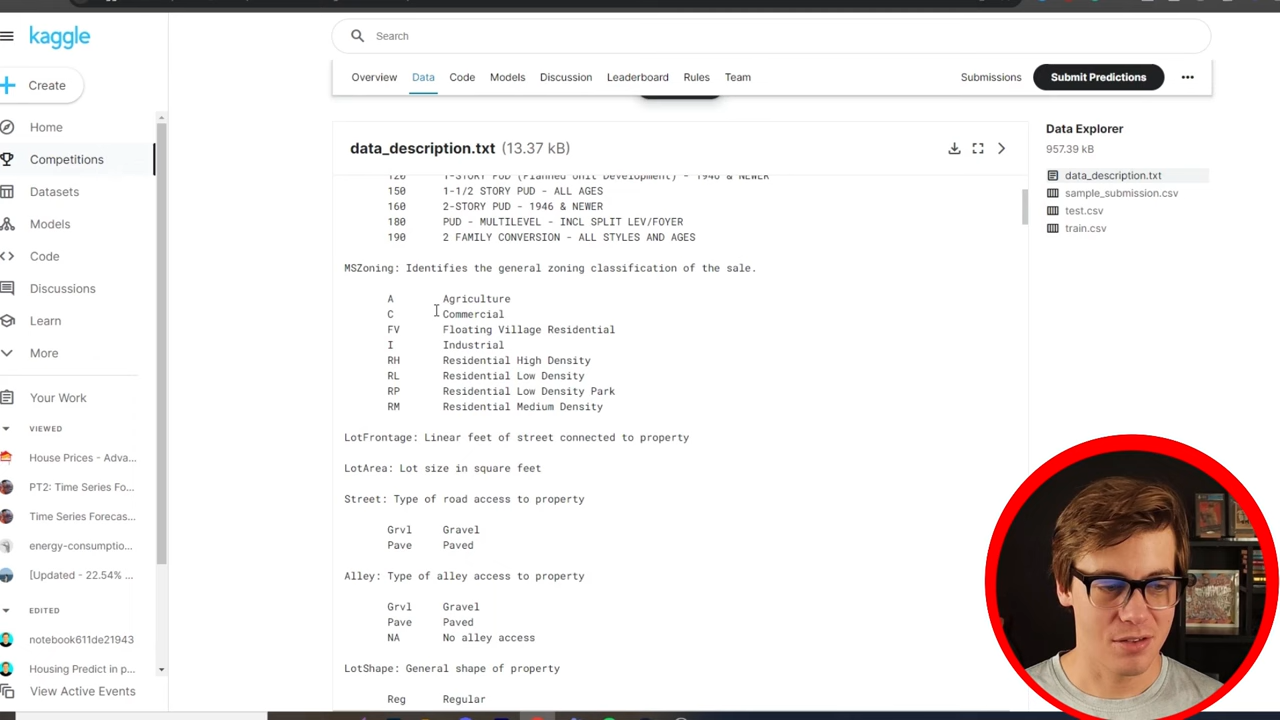 kaggle
Search
Create
Overview Data Code Models Discussion Leaderboard Rules Team Submissions Submit Predictions
Home
Competitions
Datasets
Models
Code
Discussions
Learn
More
Your Work
VIEWED
House Prices - Adva...
PT2: Time Series Fo...
Time Series Forecas...
energy-consumptio...
[Updated - 22.54% ...
EDITED
notebook611de21943
Housing Predict in p...
View Active Events
data_description.txt (13.37 kB)
120 1-STORY PUD (Planned Unit Development) - 1946 & NEWER
150 1-1/2 STORY PUD - ALL AGES
160 2-STORY PUD - 1946 & NEWER
180 PUD - MULTILEVEL - INCL SPLIT LEV/FOYER
190 2 FAMILY CONVERSION - ALL STYLES AND AGES
MSZoning: Identifies the general zoning classification of the sale.
A Agriculture
C Commercial
FV Floating Village Residential
I Industrial
RH Residential High Density
RL Residential Low Density
RP Residential Low Density Park
RM Residential Medium Density
LotFrontage: Linear feet of street connected to property
LotArea: Lot size in square feet
Street: Type of road access to property
Grvl Gravel
Pave Paved
Alley: Type of alley access to property
Grvl Gravel
Pave Paved
NA No alley access
LotShape: General shape of property
Reg Regular
Data Explorer
957.39 kB
data_description.txt
sample_submission.csv
test.csv
train.csv